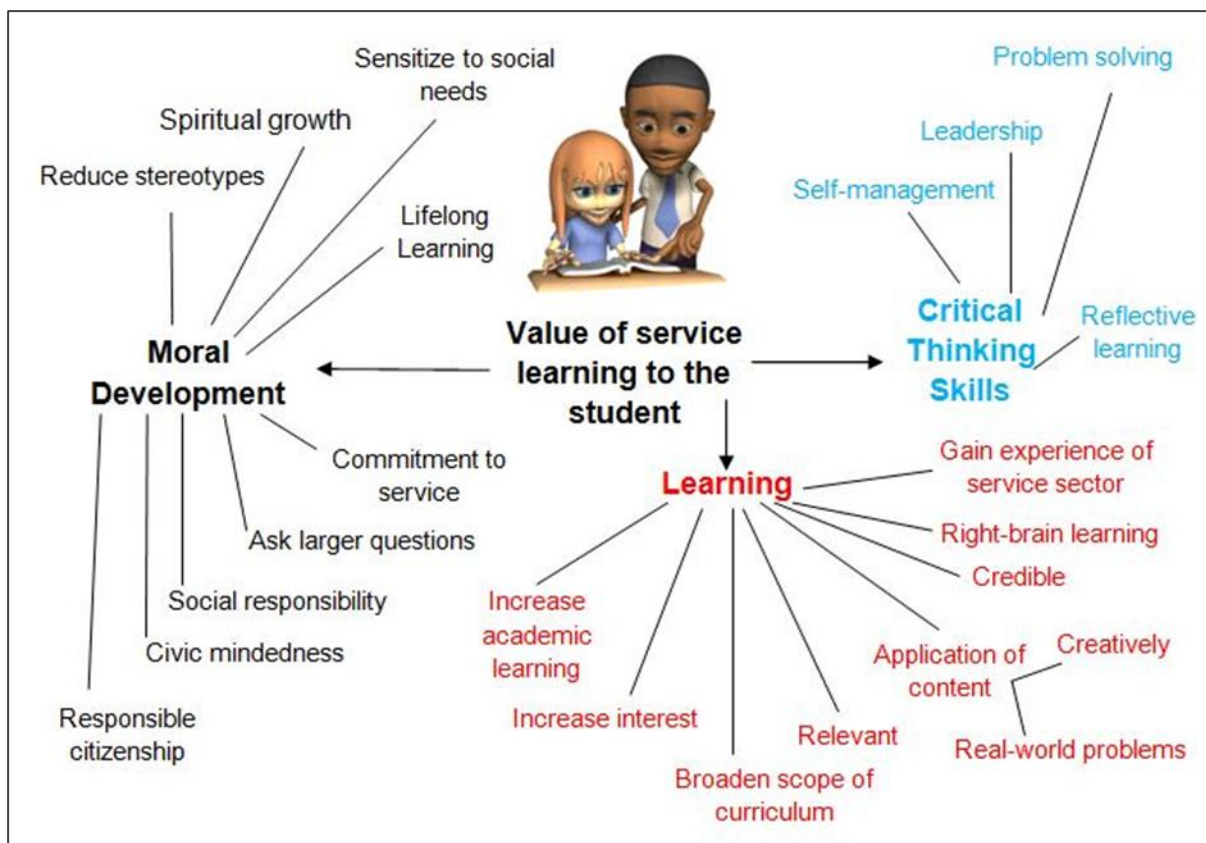 Sensitize to social
needs
Spiritual growth
Reduce stereotypes
Lifelong
Learning
Moral
Development
Commitment to
service
Ask larger questions
Social responsibility
Civic mindedness
Responsible
citizenship
Value of service
learning to the
student
Problem solving
Leadership
Self-management
Critical
Thinking
Skills
Reflective
learning
Learning
Gain experience of
service sector
Right-brain learning
Credible
Application of
content
Creatively
Real-world problems
Relevant
Broaden scope of
curriculum
Increase interest
Increase
academic
learning